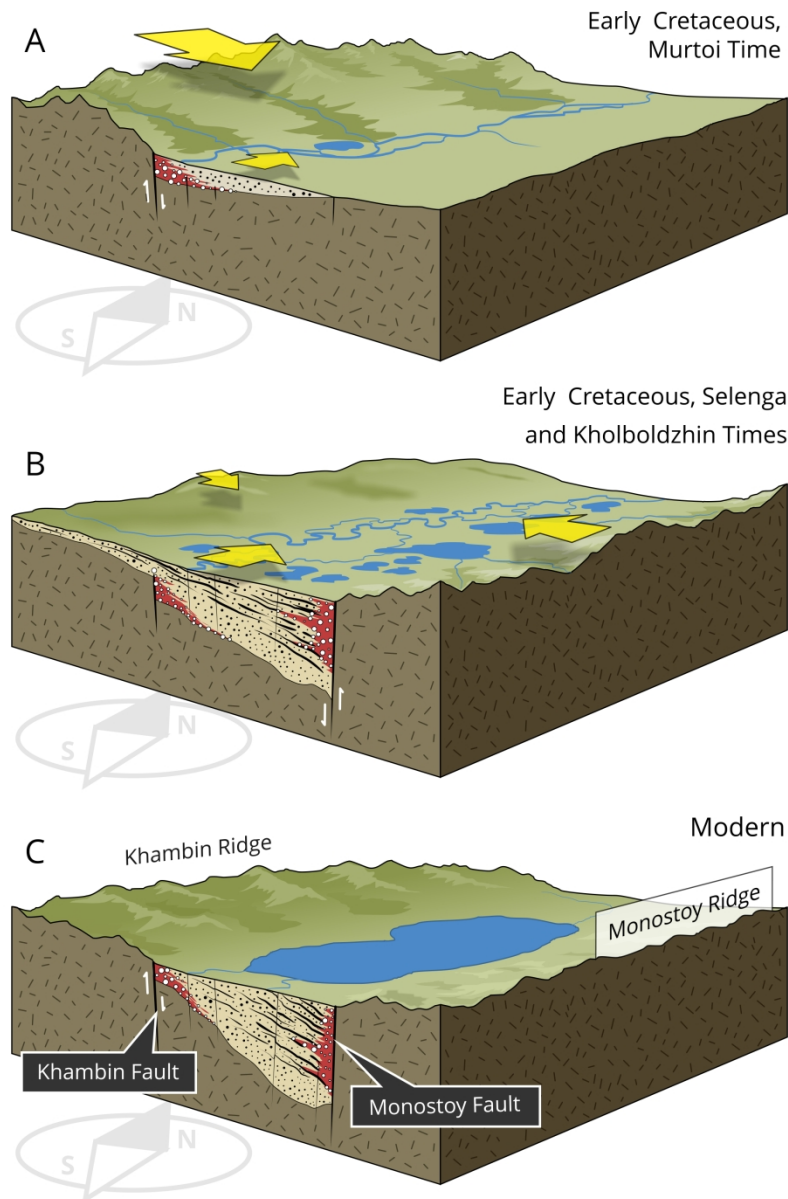 A
Early Cretaceous,
Murtoi Time
N
S
Early Cretaceous, Selenga
and Kholboldzhin Times
B
N
S
Modern
C
Khambin Ridge
Monostoy Ridge
Khambin Fault
Monostoy Fault
N
S